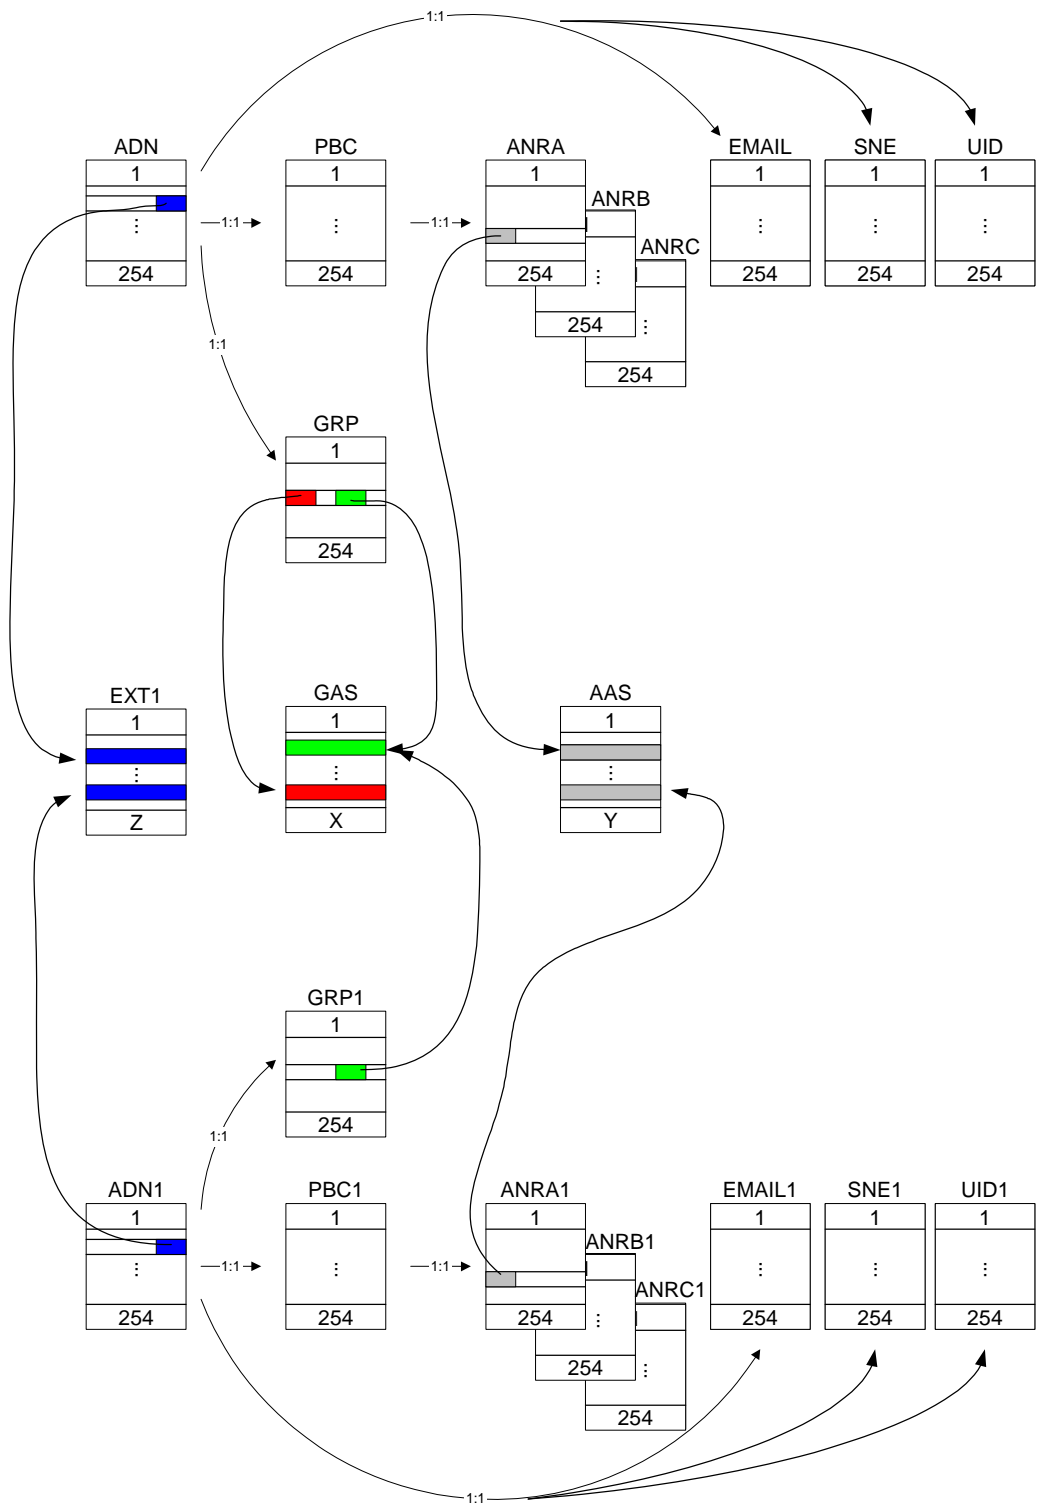 1:1
ADN PBC ANRA EMAIL SNE UID
1 1 1 1 1 1
ANRB
1:1 1:1
⋮ ⋮ ⋮ ⋮ ⋮
ANRC
254 254 254 ⋮ 254 254 254
254 ⋮
1:1
254
GRP
1
254
EXT1 GAS AAS
1 1 1
⋮ ⋮ ⋮
Z X Y
GRP1
1
254
1:1
ADN1 PBC1 ANRA1 EMAIL1 SNE1 UID1
1 1 1 1 1 1
ANRB1
1:1 1:1
⋮ ⋮ ⋮ ⋮ ⋮
ANRC1
254 254 254 ⋮ 254 254 254
254 ⋮
254
1:1